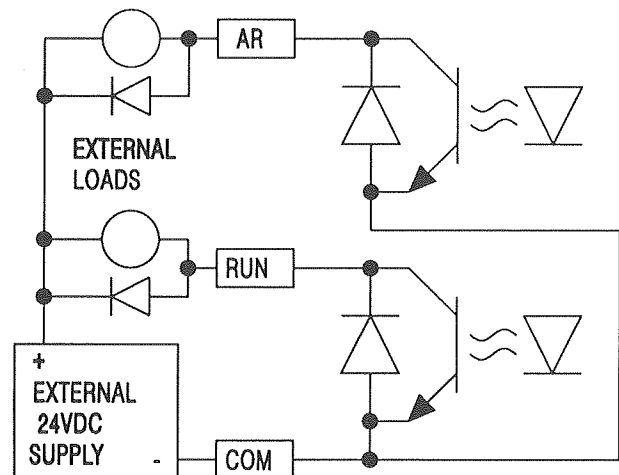 AR
EXTERNAL
LOADS
RUN
+
EXTERNAL
24VDC
SUPPLY -
COM